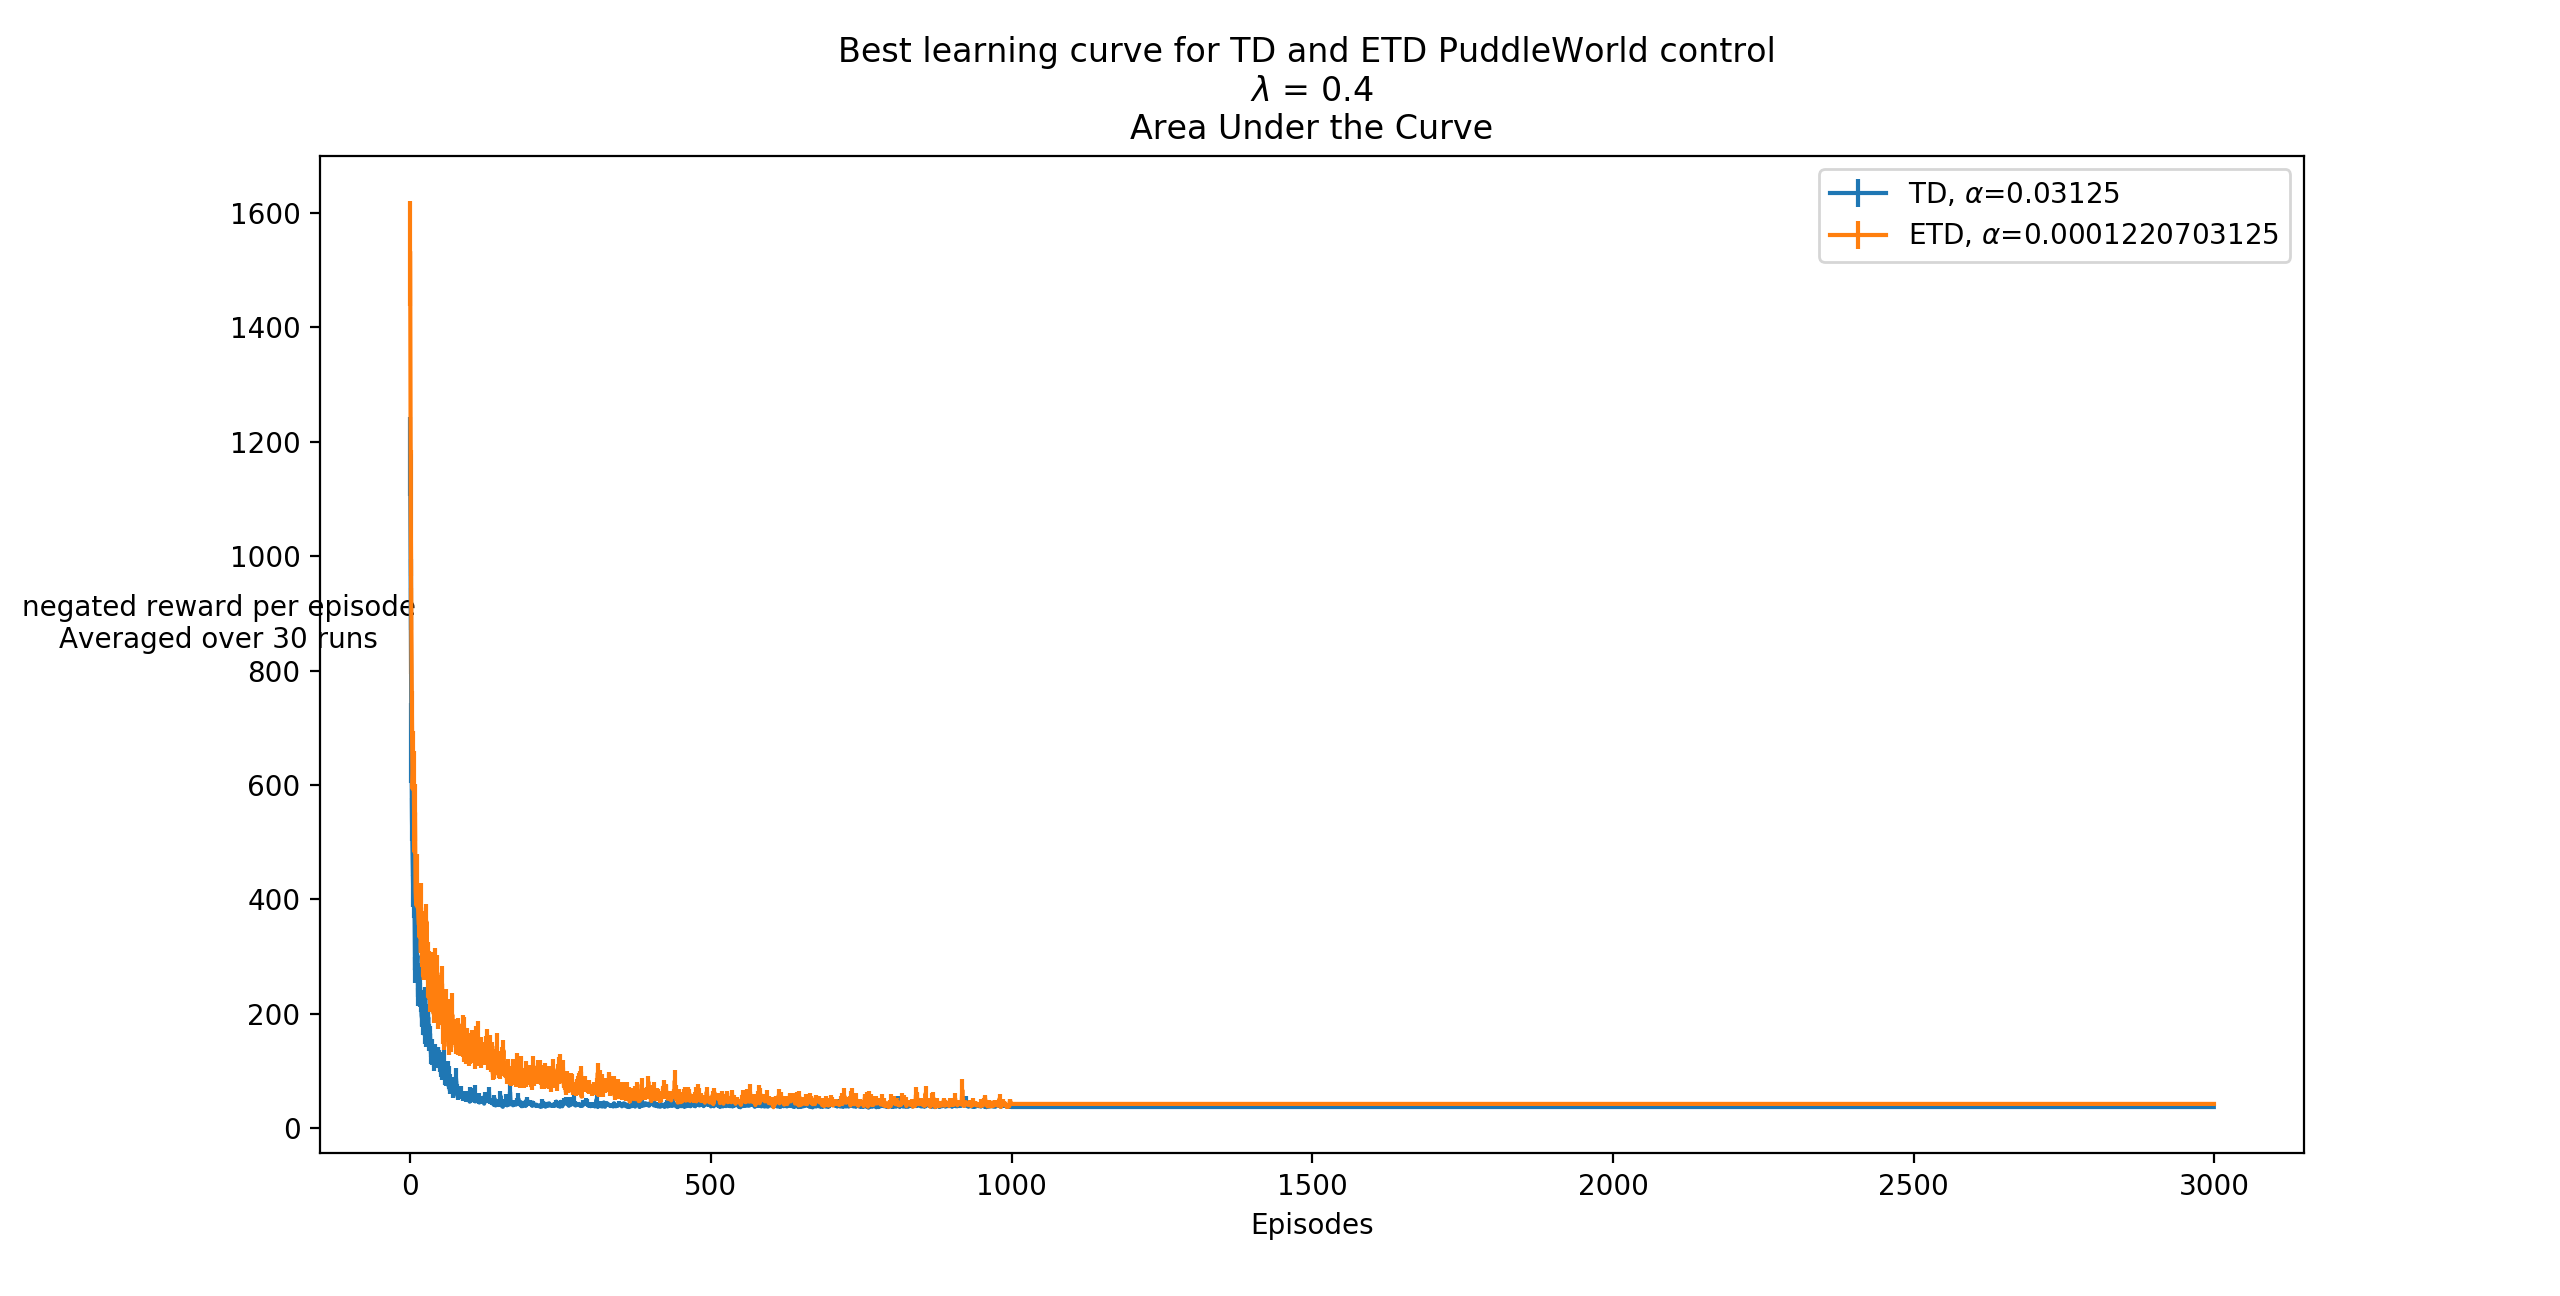 Best learning curve for TD and ETD PuddleWorld control
λ = 0.4
Area Under the Curve
TD, α=0.03125
ETD, α=0.0001220703125
1600
1400
1200
1000
negated reward per episode
Averaged over 30 runs
800
600
400
200
0
0 500 1000 1500 2000 2500 3000
Episodes